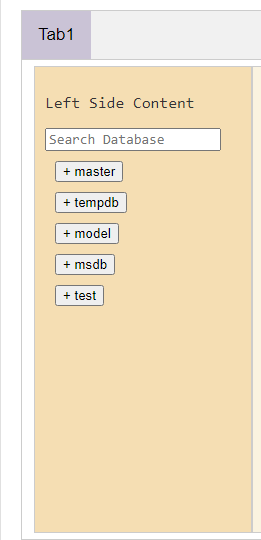 Tab1
Left Side Content
Search Database
+ master
+ tempdb
+ model
+ msdb
+ test